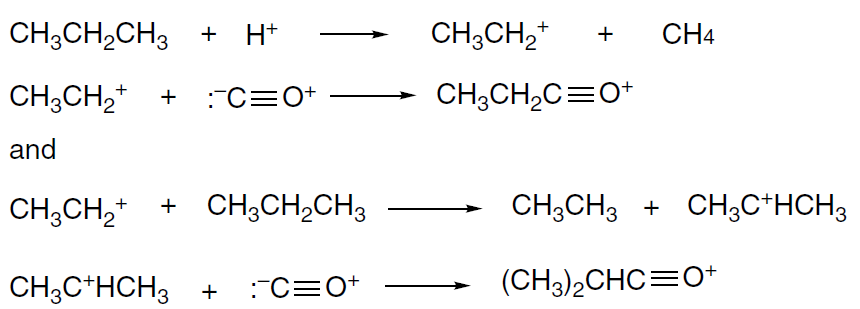 CH₃CH₂CH₃ + H⁺ ⟶ CH₃CH₂⁺ + CH4
CH₃CH₂⁺ + :⁻C≡O⁺ ⟶ CH₃CH₂C≡O⁺
and
CH₃CH₂⁺ + CH₃CH₂CH₃ ⟶ CH₃CH₃ + CH₃C⁺HCH₃
CH₃C⁺HCH₃ + :⁻C≡O⁺ ⟶ (CH₃)₂CHC≡O⁺